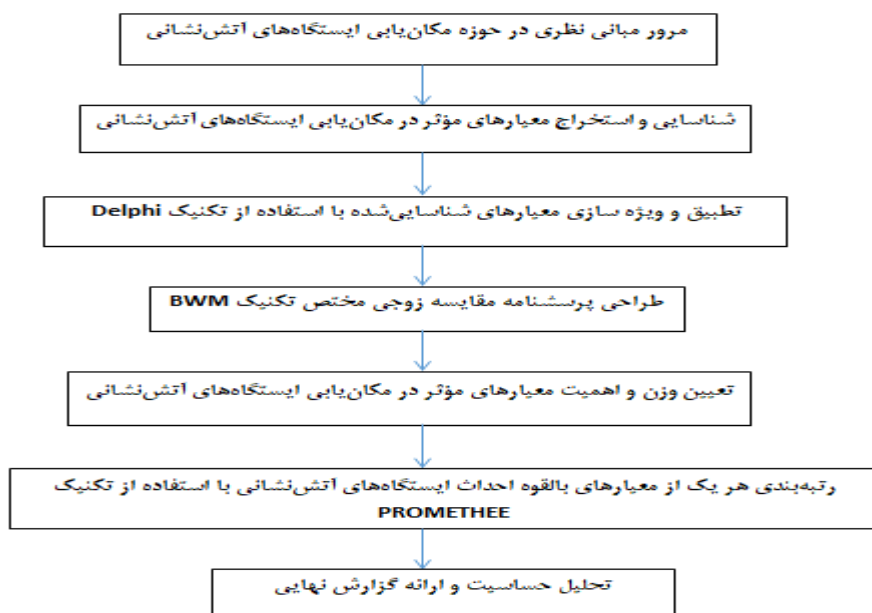 مرور مبانی نظری در حوزه مکان‌یابی ایستگاه‌های آتش‌نشانی
شناسایی و استخراج معیارهای مؤثر در مکان‌یابی ایستگاه‌های آتش‌نشانی
تطبیق و ویژه سازی معیارهای شناسایی‌شده با استفاده از تکنیک Delphi
طراحی پرسشنامه مقایسه زوجی مختص تکنیک BWM
تعیین وزن و اهمیت معیارهای مؤثر در مکان‌یابی ایستگاه‌های آتش‌نشانی
رتبه‌بندی هر یک از معیارهای بالقوه احداث ایستگاه‌های آتش‌نشانی با استفاده از تکنیک
PROMETHEE
تحلیل حساسیت و ارائه گزارش نهایی